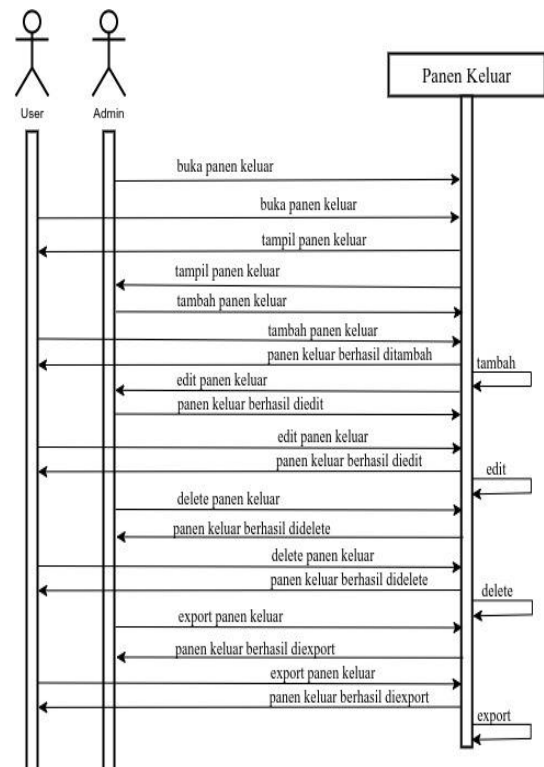 Panen Keluar
User
Admin
buka panen keluar
buka panen keluar
tampil panen keluar
tampil panen keluar
tambah panen keluar
tambah panen keluar
panen keluar berhasil ditambah
tambah
edit panen keluar
panen keluar berhasil diedit
edit panen keluar
panen keluar berhasil diedit
edit
delete panen keluar
panen keluar berhasil didelete
delete panen keluar
panen keluar berhasil didelete
delete
export panen keluar
panen keluar berhasil diexport
export panen keluar
panen keluar berhasil diexport
export